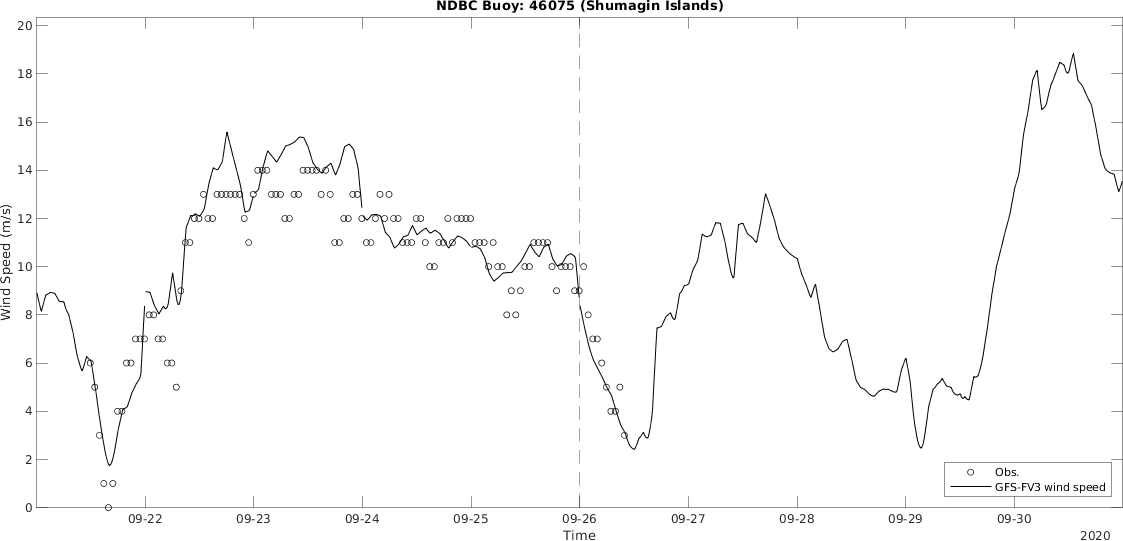 NDBC Buoy: 46075 (Shumagin Islands)
20
18
16
14
12
10
8
6
4
2
0
Wind Speed (m/s)
09-22 09-23 09-24 09-25 09-26 09-27 09-28 09-29 09-30
Time
2020
Obs.
GFS-FV3 wind speed